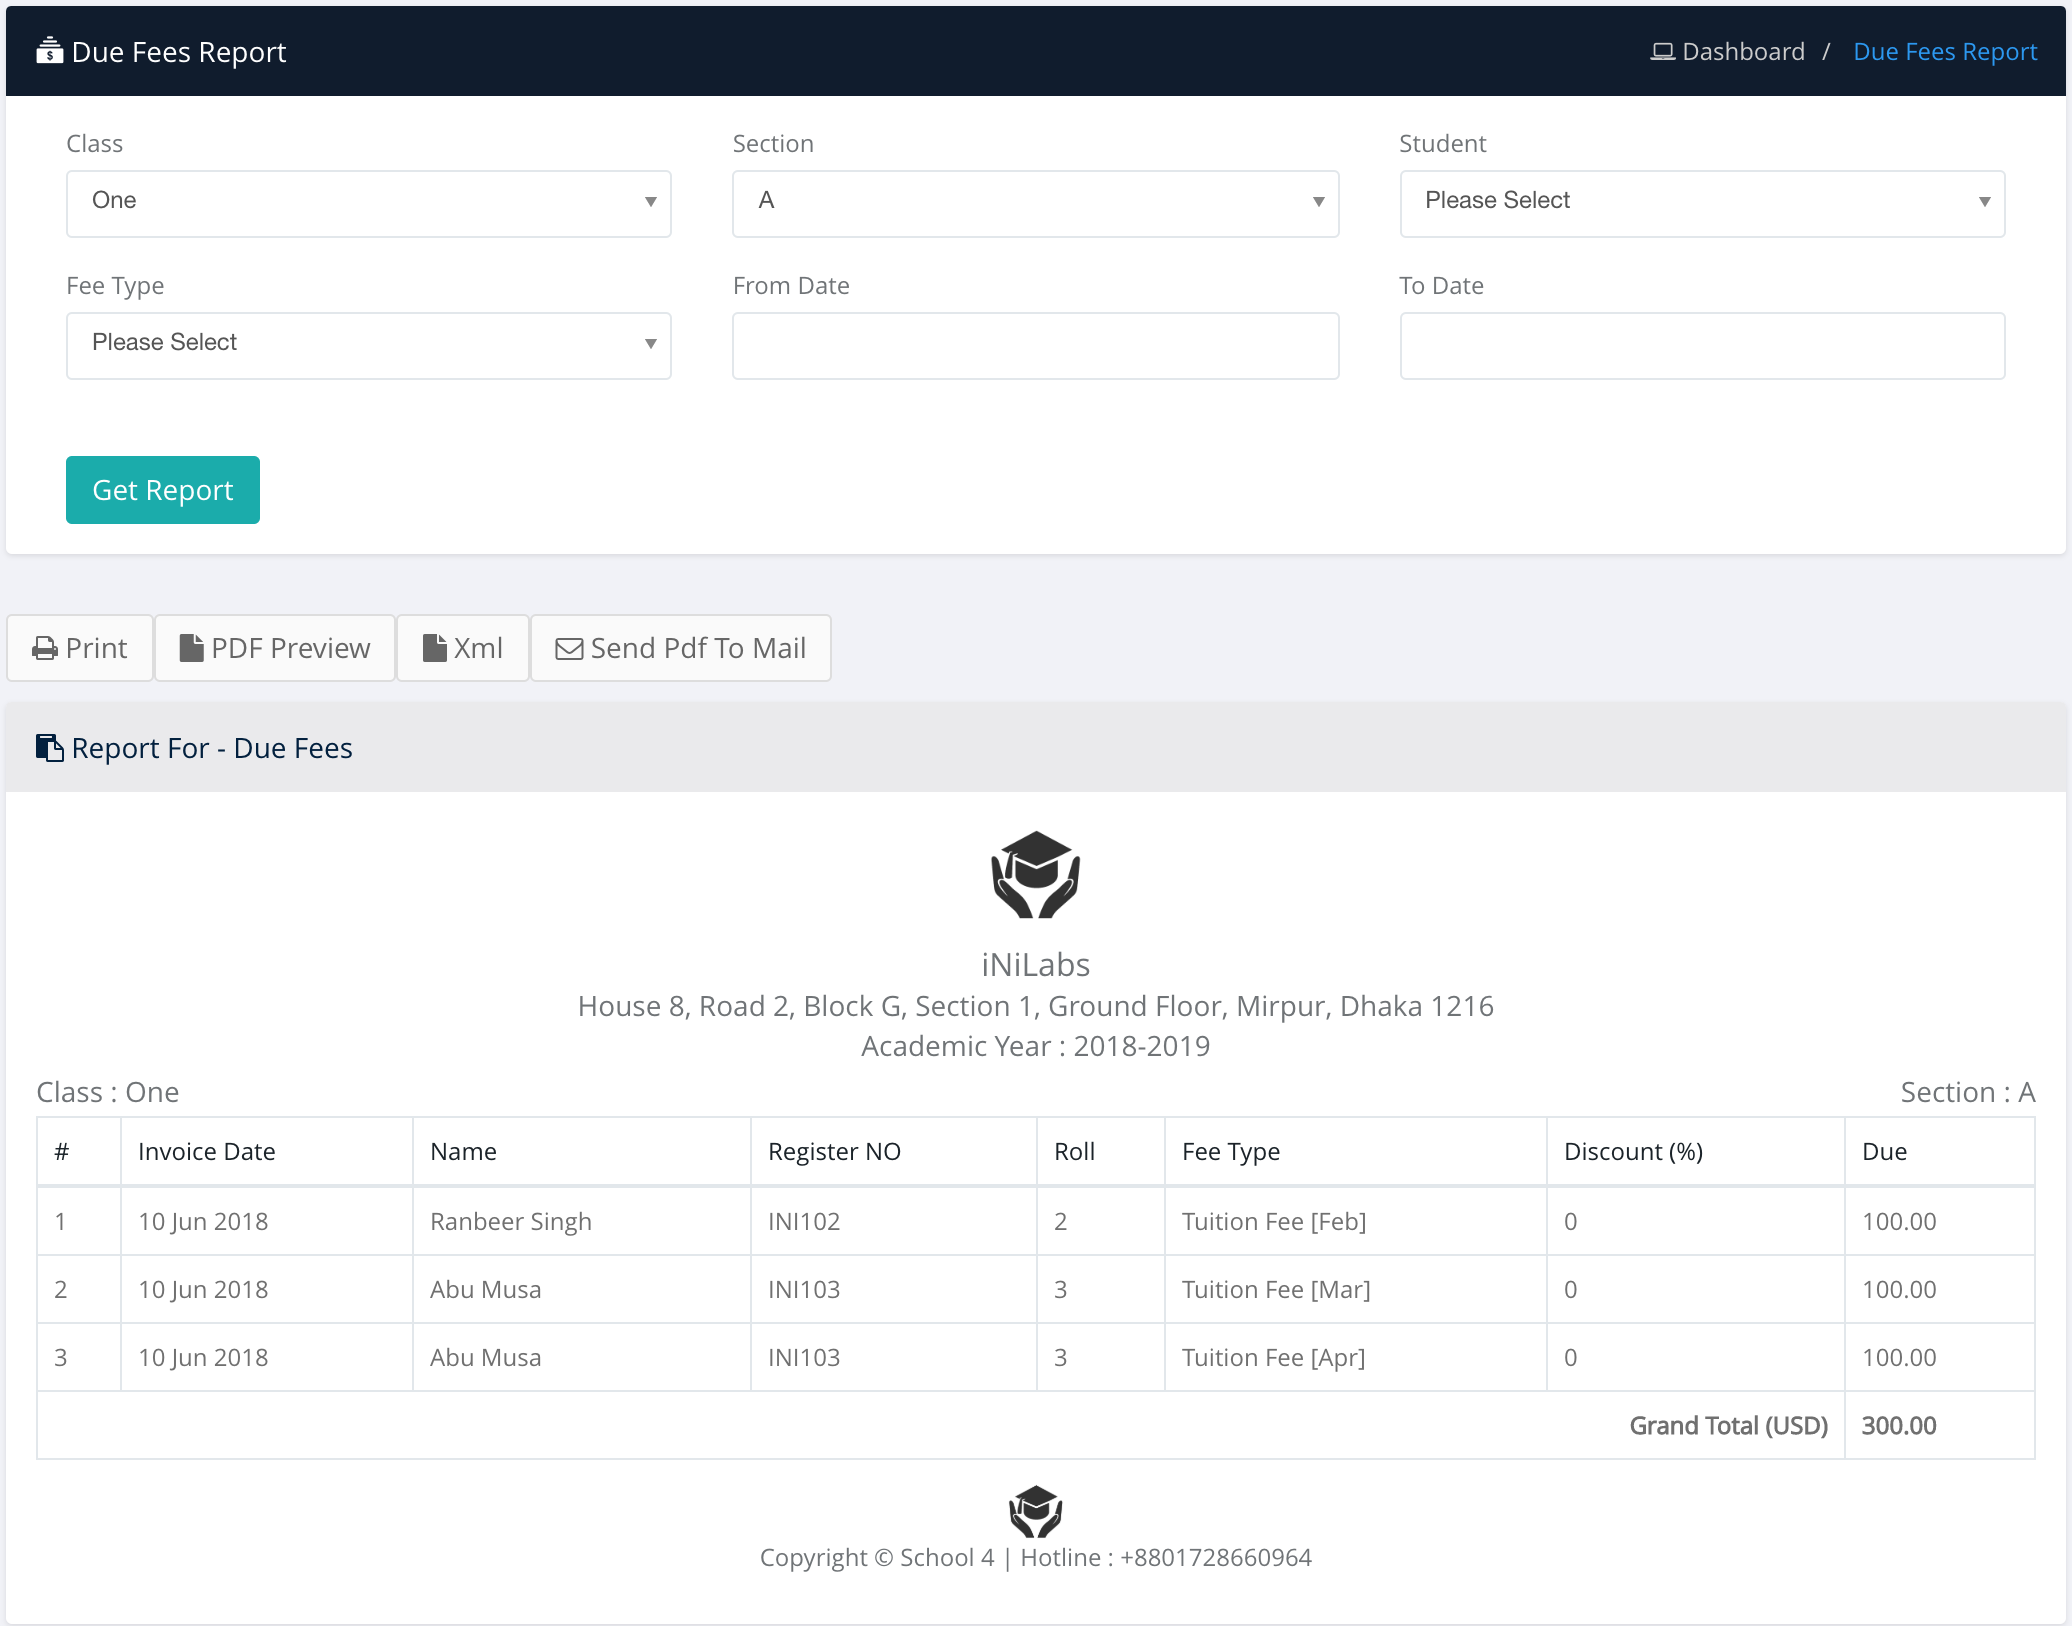 Due Fees Report
Dashboard / Due Fees Report
Class
Section
Student
One
A
Please Select
Fee Type
From Date
To Date
Please Select
Get Report
Print
PDF Preview
Xml
Send Pdf To Mail
Report For - Due Fees
iNiLabs
House 8, Road 2, Block G, Section 1, Ground Floor, Mirpur, Dhaka 1216
Academic Year : 2018-2019
Class : One
Section : A
# Invoice Date Name Register NO Roll Fee Type Discount (%) Due
1 10 Jun 2018 Ranbeer Singh INI102 2 Tuition Fee [Feb] 0 100.00
2 10 Jun 2018 Abu Musa INI103 3 Tuition Fee [Mar] 0 100.00
3 10 Jun 2018 Abu Musa INI103 3 Tuition Fee [Apr] 0 100.00
Grand Total (USD) 300.00
Copyright © School 4 | Hotline : +8801728660964